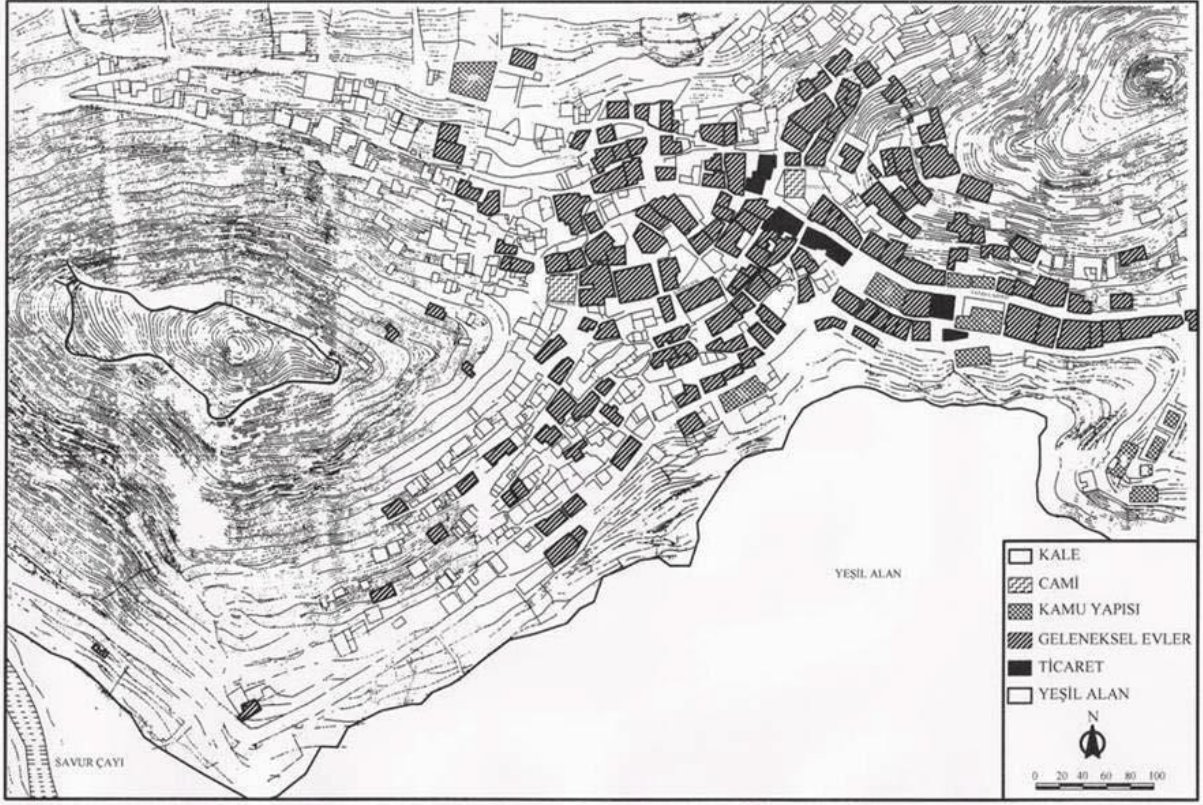 YEŞİL ALAN
SAVUR ÇAYI
KALE
CAMİ
KAMU YAPISI
GELENEKSEL EVLER
TİCARET
YEŞİL ALAN
N
0 20 40 60 80 100